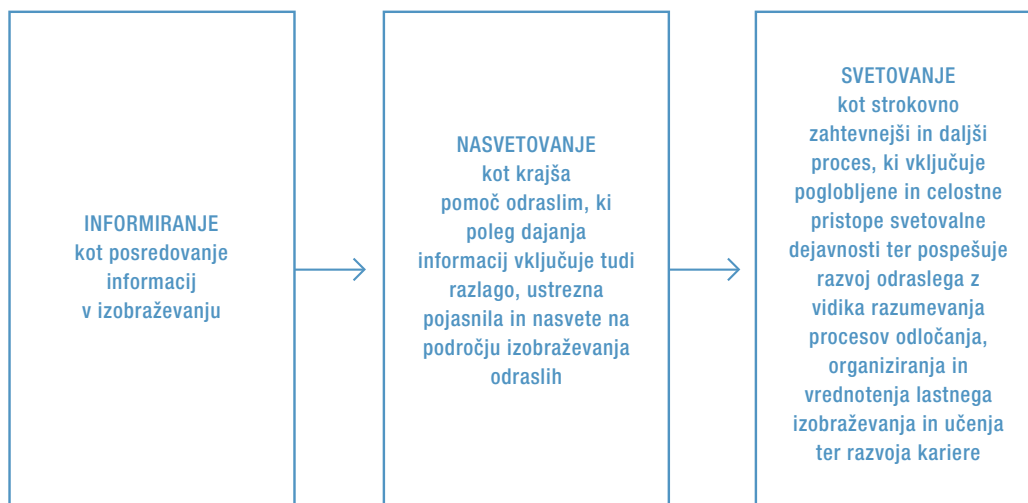 INFORMIRANJE
kot posredovanje
informacij
v izobraževanju
NASVETOVANJE
kot krajša
pomoč odraslim, ki
poleg dajanja
informacij vključuje tudi
razlago, ustrezna
pojasnila in nasvete na
področju izobraževanja
odraslih
SVETOVANJE
kot strokovno
zahtevnejši in daljši
proces, ki vključuje
poglobljene in celostne
pristope svetovalne
dejavnosti ter pospešuje
razvoj odraslega z
vidika razumevanja
procesov odločanja,
organiziranja in
vrednotenja lastnega
izobraževanja in učenja
ter razvoja kariere